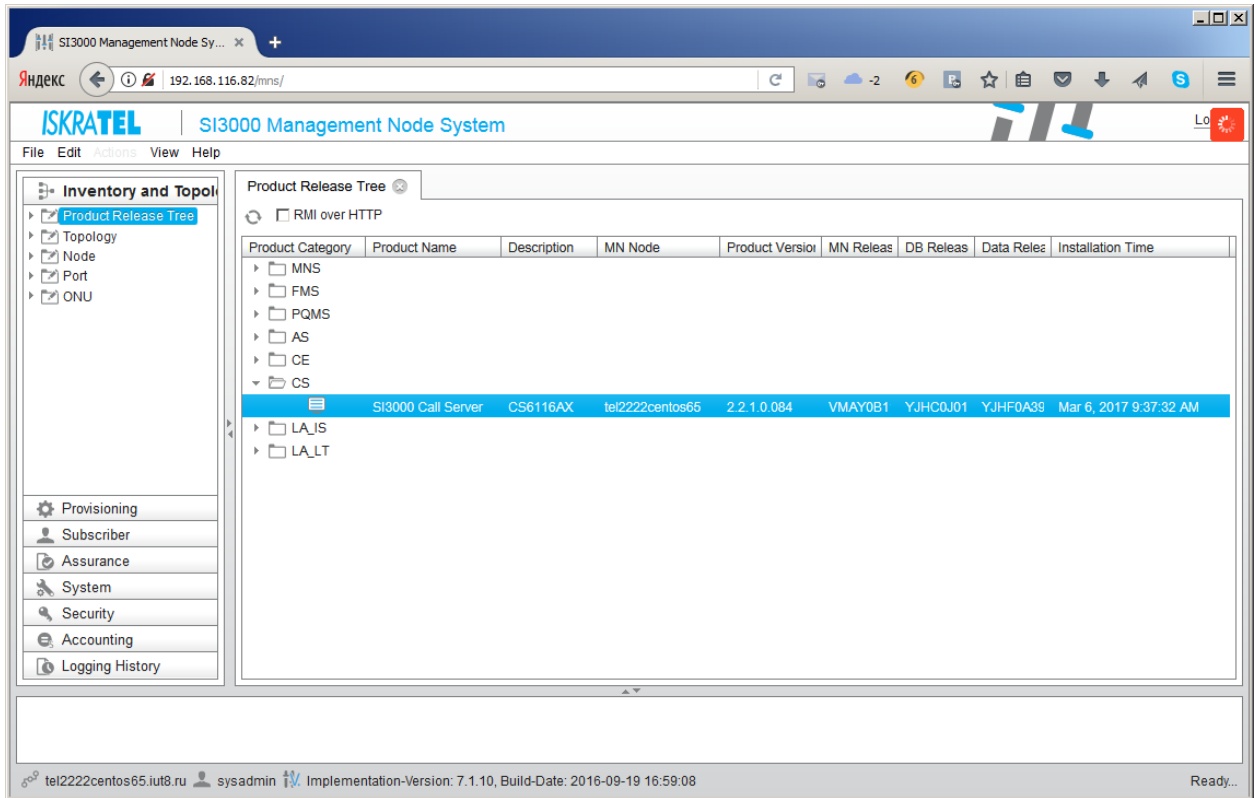 SI3000 Management Node Sy...
Яндекс 192.168.116.82/mns/ -2 6
ISKRATEL SI3000 Management Node System Lo
File Edit Actions View Help
Inventory and Topol
Product Release Tree
Topology
Node
Port
ONU
Provisioning
Subscriber
Assurance
System
Security
Accounting
Logging History
Product Release Tree
RMI over HTTP
Product Category Product Name Description MN Node Product Version MN Releas DB Releas Data Relea Installation Time
MNS
FMS
PQMS
AS
CE
CS
SI3000 Call Server CS6116AX tel2222centos65 2.2.1.0.084 VMAY0B1 YJHC0J01 YJHF0A39 Mar 6, 2017 9:37:32 AM
LA_IS
LA_LT
tel2222centos65.iut8.ru sysadmin Implementation-Version: 7.1.10, Build-Date: 2016-09-19 16:59:08 Ready...